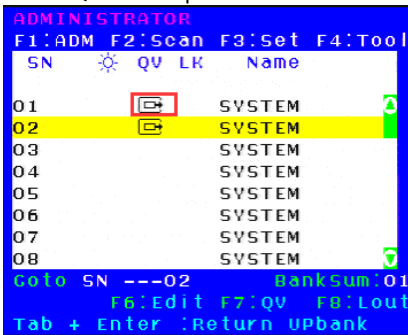 ADMINISTRATOR
F1:ADM F2:Scan F3:Set F4:Tool
SN QV LK Name
01 SYSTEM
02 SYSTEM
03 SYSTEM
04 SYSTEM
05 SYSTEM
06 SYSTEM
07 SYSTEM
08 SYSTEM
Goto SN ---02 BankSum:01
F6:Edit F7:QV F8:Lout
Tab + Enter :Return UPbank